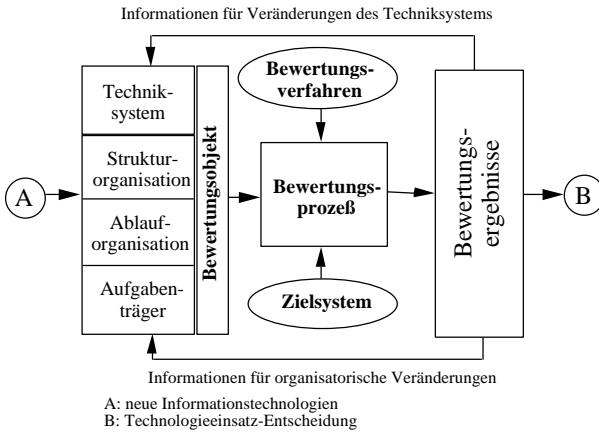 Informationen für Veränderungen des Techniksystems
Technik-
system
Struktur-
organisation
Ablauf-
organisation
Aufgaben-
träger
Bewertungsobjekt
Bewertungs-
verfahren
Bewertungs-
prozeß
Zielsystem
Bewertungs-
ergebnisse
A
B
Informationen für organisatorische Veränderungen
A: neue Informationstechnologien
B: Technologieeinsatz-Entscheidung